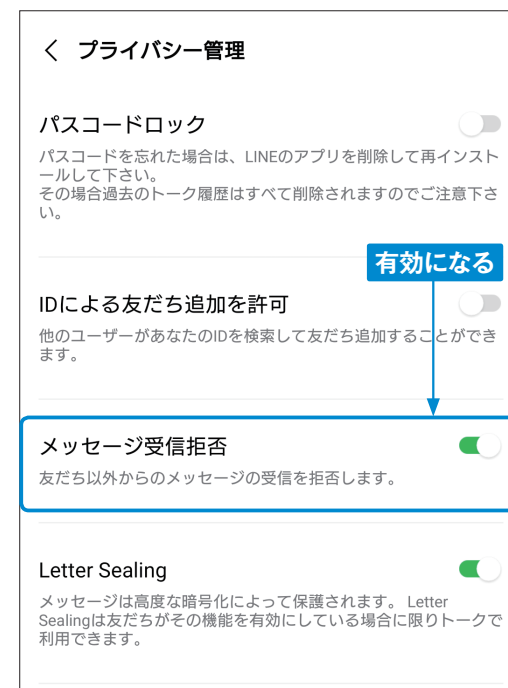 プライバシー管理
パスコードロック
パスコードを忘れた場合は、LINEのアプリを削除して再インスト
ールして下さい。
その場合過去のトーク履歴はすべて削除されますのでご注意下さ
い。
有効になる
IDによる友だち追加を許可
他のユーザーがあなたのIDを検索して友だち追加することができ
ます。
メッセージ受信拒否
友だち以外からのメッセージの受信を拒否します。
Letter Sealing
メッセージは高度な暗号化によって保護されます。 Letter
Sealingは友だちがその機能を有効にしている場合に限りトークで
利用できます。